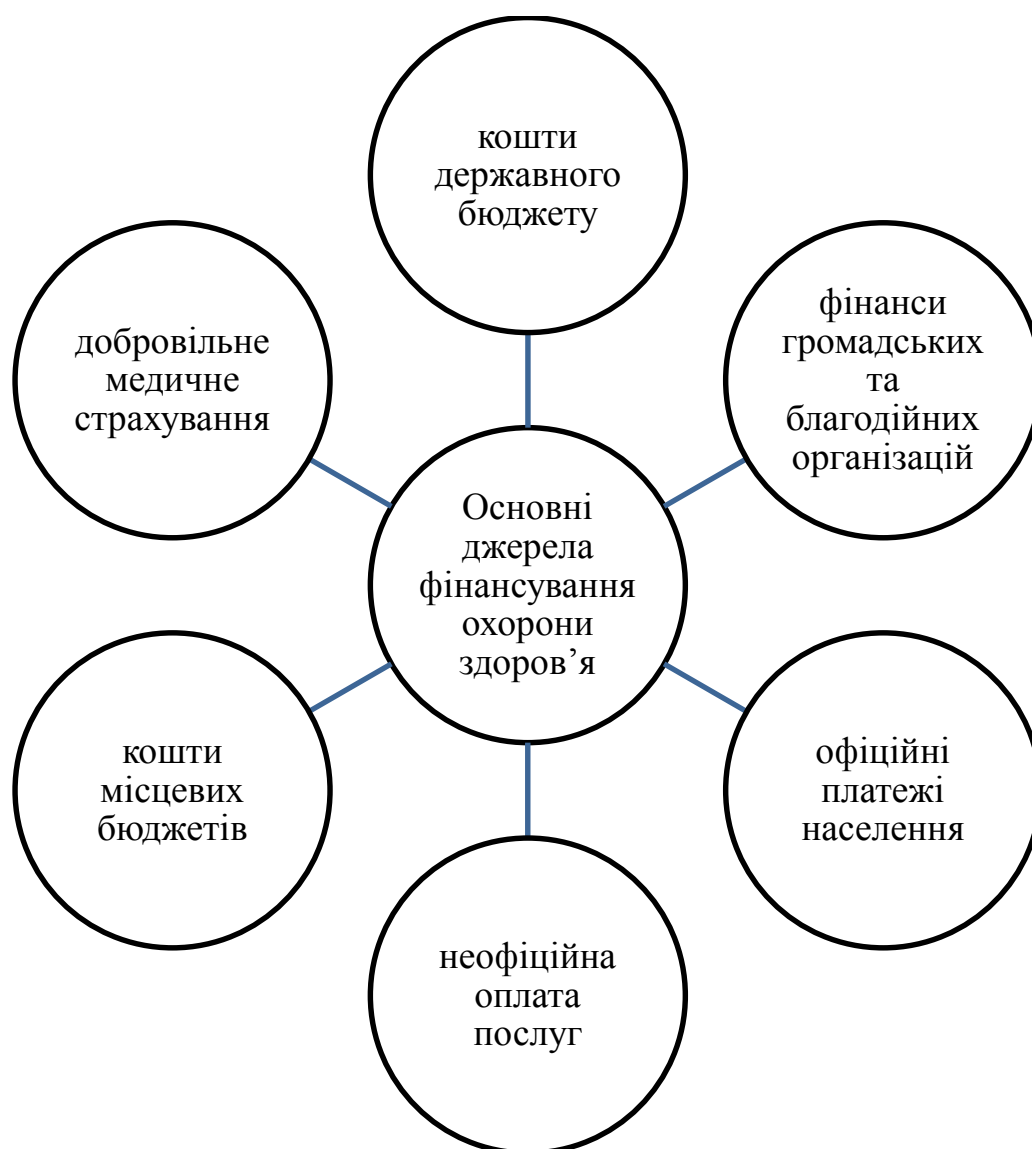 кошти
державного
бюджету
фінанси
громадських
та
благодійних
організацій
добровільне
медичне
страхування
Основні
джерела
фінансування
охорони
здоров’я
кошти
місцевих
бюджетів
офіційні
платежі
населення
неофіційна
оплата
послуг